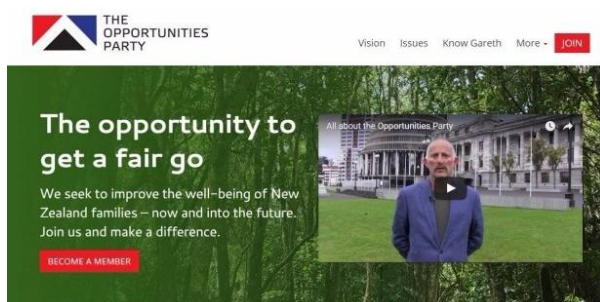 THE
OPPORTUNITIES
PARTY
Vision Issues Know Gareth More JOIN
The opportunity to
get a fair go
We seek to improve the well-being of New
Zealand families – now and into the future.
Join us and make a difference.
BECOME A MEMBER
All about the Opportunities Party